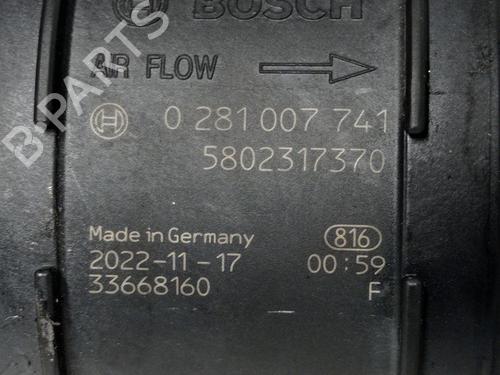 BOSCH
AIR FLOW
0 281 007 741
5802317370
Made in Germany 816
2022-11-17 00:59
33668160 F
B-PARTS